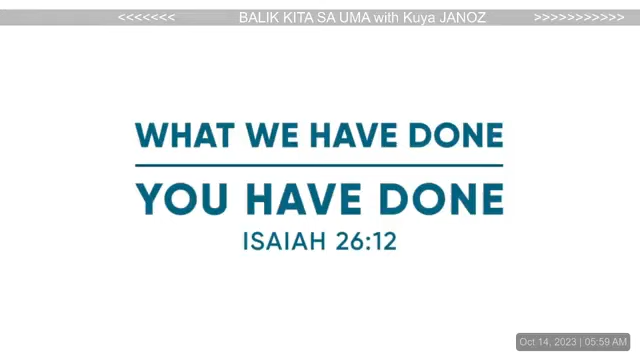 <<<<<<< BALIK KITA SA UMA with Kuya JANOZ >>>>>>>>>>>
WHAT WE HAVE DONE
YOU HAVE DONE
ISAIAH 26:12
Oct 14, 2023 | 05:59 AM